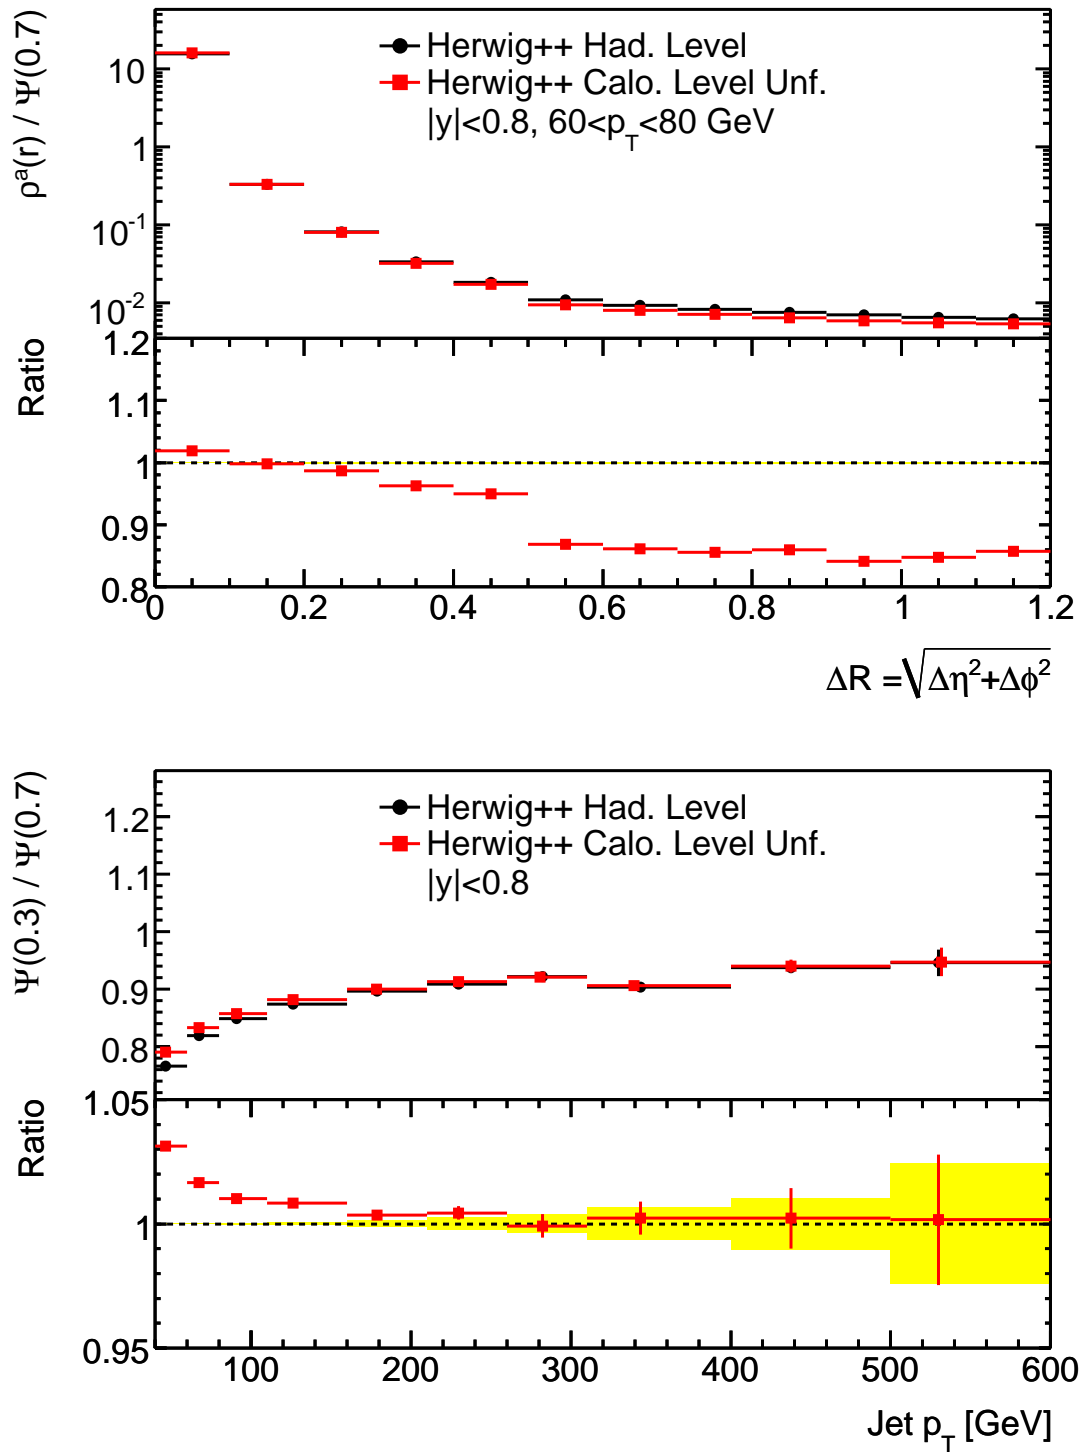 ρᵃ(r) / Ψ(0.7)
10
1
10⁻¹
10⁻²
Herwig++ Had. Level
Herwig++ Calo. Level Unf.
|y|<0.8, 60<p_T<80 GeV
Ratio
1.2
1.1
1
0.9
0.8
0 0.2 0.4 0.6 0.8 1 1.2
ΔR = √Δη²+Δϕ²
Ψ(0.3) / Ψ(0.7)
1.2
1.1
1
0.9
0.8
Herwig++ Had. Level
Herwig++ Calo. Level Unf.
|y|<0.8
Ratio
1.05
1
0.95
100 200 300 400 500 600
Jet p_T [GeV]